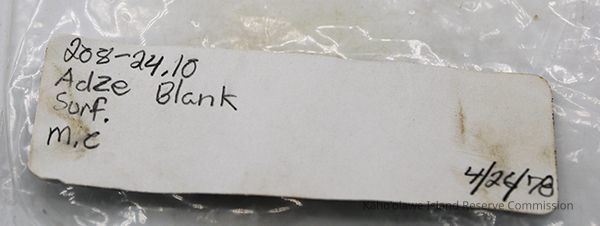 208-24.10
Adze Blank
Surf.
M.C
4/24/78
Kaho'olawe Island Reserve Commission